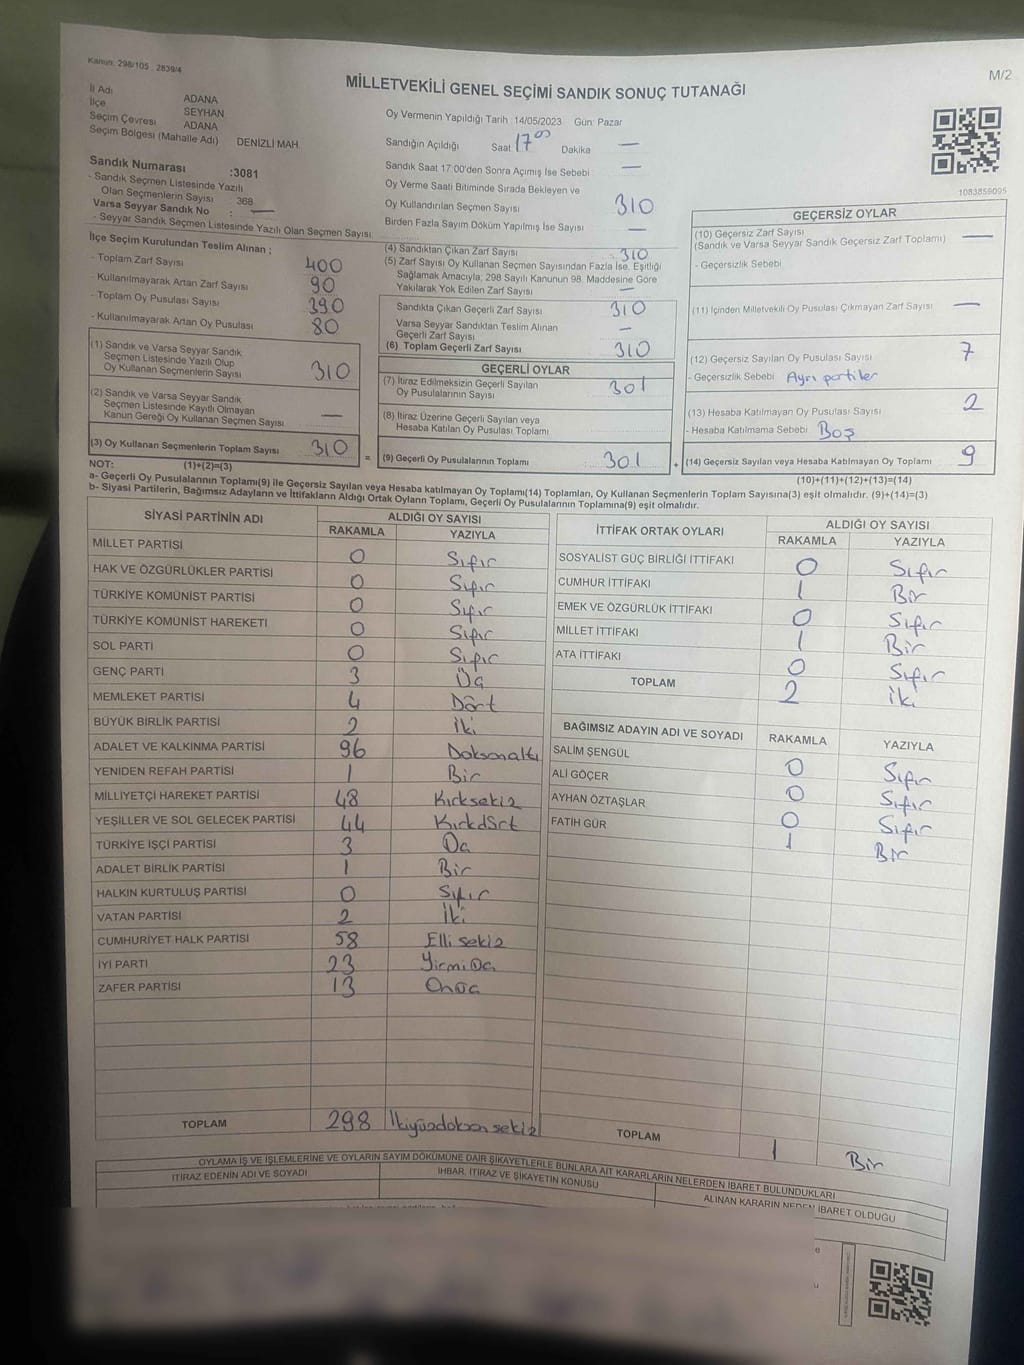 Kanun: 298/105 , 2839/4
M/2
MİLLETVEKİLİ GENEL SEÇİMİ SANDIK SONUÇ TUTANAĞI
İl Adı ADANA
İlçe SEYHAN
Seçim Çevresi ADANA
Seçim Bölgesi (Mahalle Adı) DENİZLİ MAH.
Sandık Numarası :3081
- Sandık Seçmen Listesinde Yazılı
Olan Seçmenlerin Sayısı 368
Varsa Seyyar Sandık No : —
- Seyyar Sandık Seçmen Listesinde Yazılı Olan Seçmen Sayısı:
Oy Vermenin Yapıldığı Tarih : 14/05/2023 Gün: Pazar
Sandığın Açıldığı Saat 17⁰⁰ Dakika —
Sandık Saat 17:00'den Sonra Açımış İse Sebebi : —
Oy Verme Saati Bitiminde Sırada Bekleyen ve
Oy Kullandırılan Seçmen Sayısı 310
Birden Fazla Sayım Döküm Yapılmış İse Sayısı : —
1083859095
İlçe Seçim Kurulundan Teslim Alınan ;
- Toplam Zarf Sayısı 400
- Kullanılmayarak Artan Zarf Sayısı 90
- Toplam Oy Pusulası Sayısı 390
- Kullanılmayarak Artan Oy Pusulası 80
(1) Sandık ve Varsa Seyyar Sandık
Seçmen Listesinde Yazılı Olup
Oy Kullanan Seçmenlerin Sayısı 310
(2) Sandık ve Varsa Seyyar Sandık
Seçmen Listesinde Kayıtlı Olmayan
Kanun Gereği Oy Kullanan Seçmen Sayısı —
(3) Oy Kullanan Seçmenlerin Toplam Sayısı 310
(4) Sandıktan Çıkan Zarf Sayısı 310
(5) Zarf Sayısı Oy Kullanan Seçmen Sayısından Fazla İse, Eşitliği
Sağlamak Amacıyla; 298 Sayılı Kanunun 98. Maddesine Göre
Yakılarak Yok Edilen Zarf Sayısı —
Sandıkta Çıkan Geçerli Zarf Sayısı 310
Varsa Seyyar Sandıktan Teslim Alınan
Geçerli Zarf Sayısı —
(6) Toplam Geçerli Zarf Sayısı 310
GEÇERLİ OYLAR
(7) İtiraz Edilmeksizin Geçerli Sayılan
Oy Pusulalarının Sayısı 301
(8) İtiraz Üzerine Geçerli Sayılan veya
Hesaba Katılan Oy Pusulası Toplamı
= (9) Geçerli Oy Pusulalarının Toplamı 301
GEÇERSİZ OYLAR
(10) Geçersiz Zarf Sayısı —
(Sandık ve Varsa Seyyar Sandık Geçersiz Zarf Toplamı)
- Geçersizlik Sebebi
(11) İçinden Milletvekili Oy Pusulası Çıkmayan Zarf Sayısı —
(12) Geçersiz Sayılan Oy Pusulası Sayısı 7
- Geçersizlik Sebebi Ayrı partiler
(13) Hesaba Katılmayan Oy Pusulası Sayısı 2
- Hesaba Katılmama Sebebi Boş
+ (14) Geçersiz Sayılan veya Hesaba Katılmayan Oy Toplamı 9
NOT: (1)+(2)=(3)
(10)+(11)+(12)+(13)=(14)
a- Geçerli Oy Pusulalarının Toplamı(9) ile Geçersiz Sayılan veya Hesaba katılmayan Oy Toplamı(14) Toplamları, Oy Kullanan Seçmenlerin Toplam Sayısına(3) eşit olmalıdır. (9)+(14)=(3)
b- Siyasi Partilerin, Bağımsız Adayların ve İttifakların Aldığı Ortak Oyların Toplamı, Geçerli Oy Pusulalarının Toplamına(9) eşit olmalıdır.
SİYASİ PARTİNİN ADI ALDIĞI OY SAYISI
RAKAMLA YAZIYLA
MİLLET PARTİSİ 0 Sıfır
HAK VE ÖZGÜRLÜKLER PARTİSİ 0 Sıfır
TÜRKİYE KOMÜNİST PARTİSİ 0 Sıfır
TÜRKİYE KOMÜNİST HAREKETİ 0 Sıfır
SOL PARTİ 0 Sıfır
GENÇ PARTİ 3 Üç
MEMLEKET PARTİSİ 4 Dört
BÜYÜK BİRLİK PARTİSİ 2 İki
ADALET VE KALKINMA PARTİSİ 96 Doksanaltı
YENİDEN REFAH PARTİSİ 1 Bir
MİLLİYETÇİ HAREKET PARTİSİ 48 Kırksekiz
YEŞİLLER VE SOL GELECEK PARTİSİ 44 Kırkdört
TÜRKİYE İŞÇİ PARTİSİ 3 Üç
ADALET BİRLİK PARTİSİ 1 Bir
HALKIN KURTULUŞ PARTİSİ 0 Sıfır
VATAN PARTİSİ 2 İki
CUMHURİYET HALK PARTİSİ 58 Elli sekiz
İYİ PARTİ 23 Yirmi Üç
ZAFER PARTİSİ 13 Onüç
TOPLAM 298 İkiyüzdoksan sekiz
İTTİFAK ORTAK OYLARI ALDIĞI OY SAYISI
RAKAMLA YAZIYLA
SOSYALİST GÜÇ BİRLİĞİ İTTİFAKI 0 Sıfır
CUMHUR İTTİFAKI 1 Bir
EMEK VE ÖZGÜRLÜK İTTİFAKI 0 Sıfır
MİLLET İTTİFAKI 1 Bir
ATA İTTİFAKI 0 Sıfır
TOPLAM 2 İki
BAĞIMSIZ ADAYIN ADI VE SOYADI RAKAMLA YAZIYLA
SALİM ŞENGÜL 0 Sıfır
ALİ GÖÇER 0 Sıfır
AYHAN ÖZTAŞLAR 0 Sıfır
FATİH GÜR 1 Bir
TOPLAM 1 Bir
OYLAMA İŞ VE İŞLEMLERİNE VE OYLARIN SAYIM DÖKÜMÜNE DAİR ŞİKAYETLERLE BUNLARA AİT KARARLARIN NELERDEN İBARET BULUNDUKLARI
İTİRAZ EDENİN ADI VE SOYADI
İHBAR, İTİRAZ VE ŞİKAYETİN KONUSU
ALINAN KARARIN NEDEN İBARET OLDUĞU